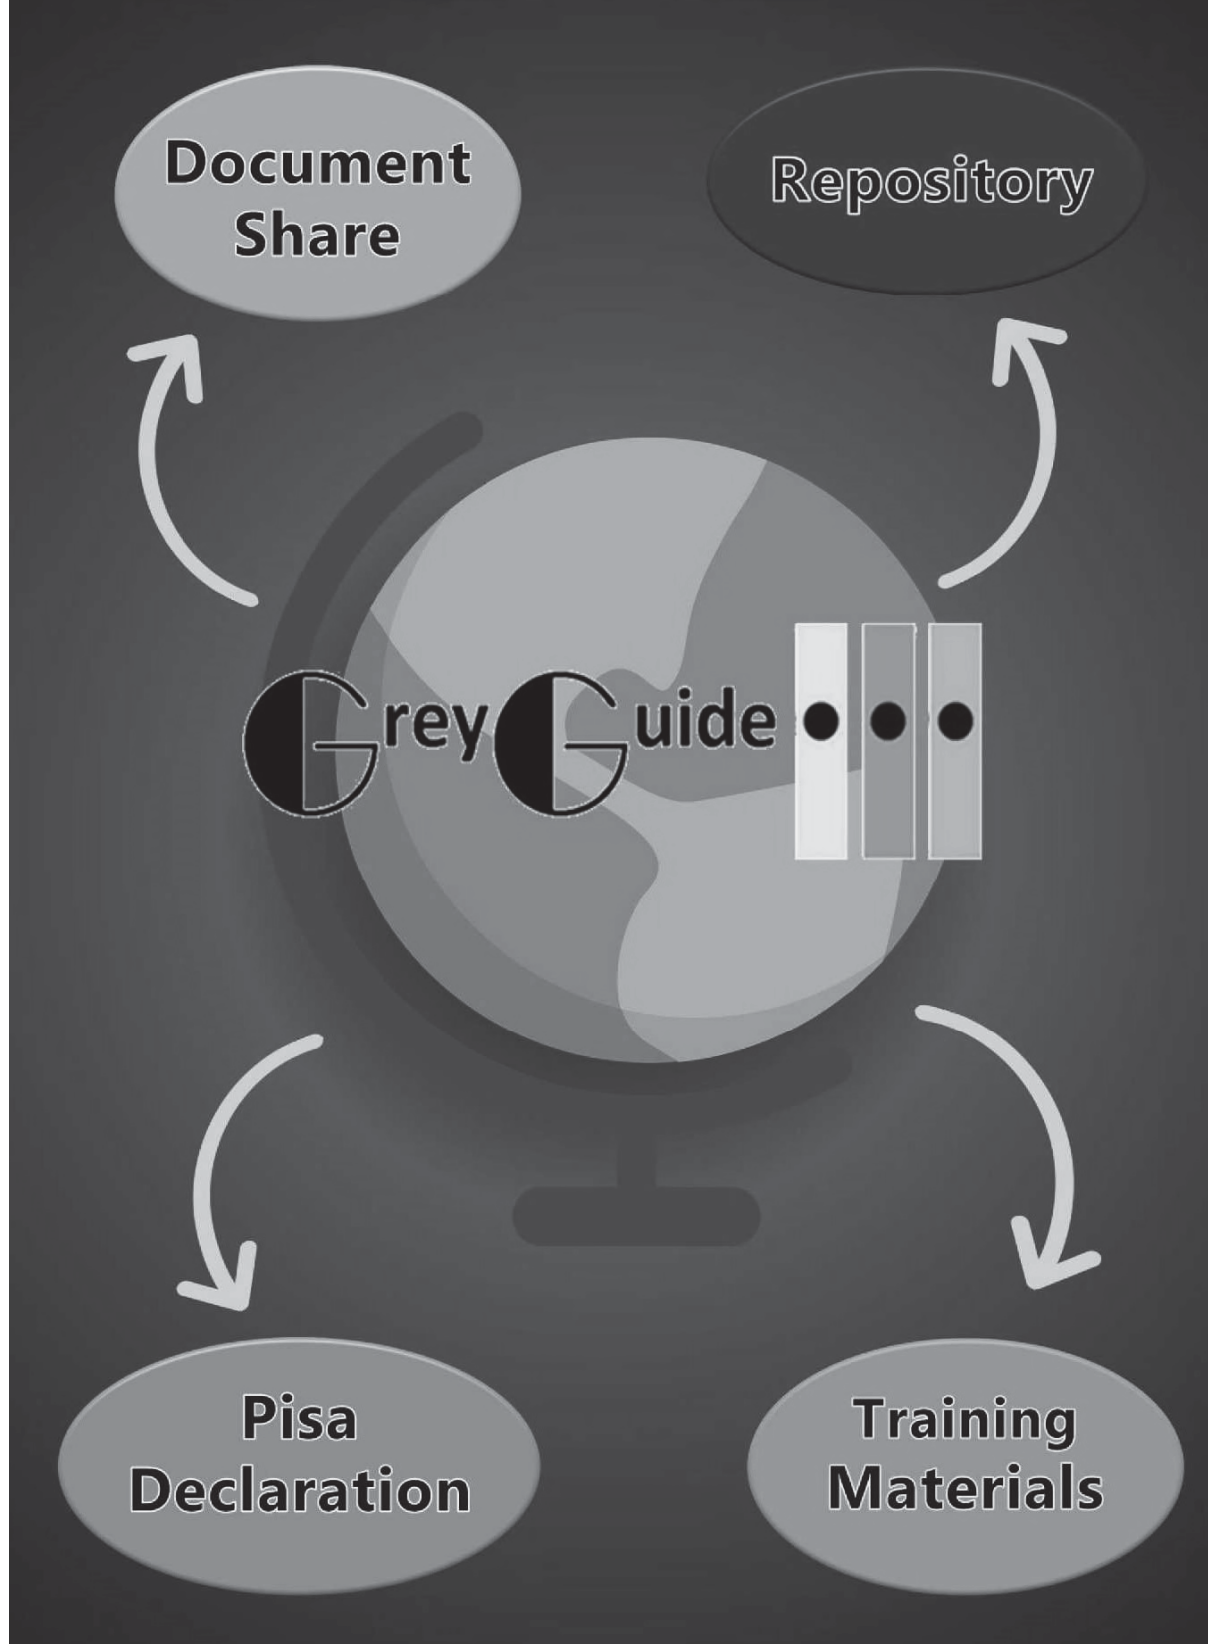 Document
Share
Repository
GreyGuide
Pisa
Declaration
Training
Materials